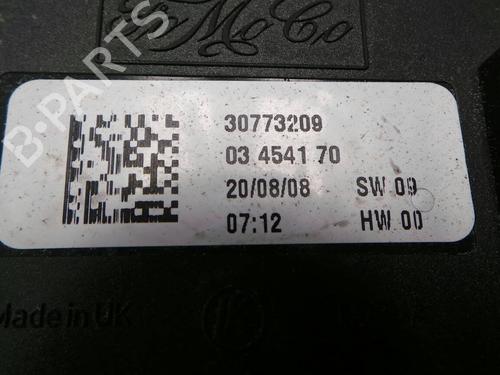 FoMoCo
B-PARTS
30773209
03 4541 70
20/08/08 SW 09
07:12 HW 00
Made in UK